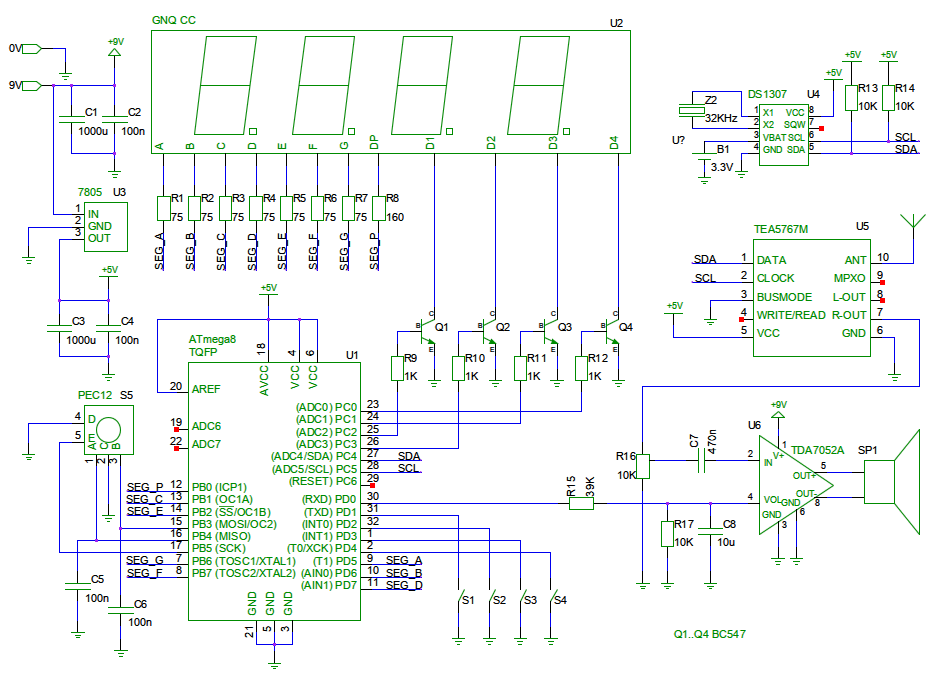 GNQ CC
U2
0V
+9V
9V
C1
1000u
C2
100n
A B C D E F G DP D1 D2 D3 D4
R1 75
R2 75
R3 75
R4 75
R5 75
R6 75
R7 75
R8 160
SEG_A
SEG_B
SEG_C
SEG_D
SEG_E
SEG_F
SEG_G
SEG_P
7805 U3
1 IN
2 GND
3 OUT
+5V
C3
1000u
C4
100n
PEC12 S5
4 D
5 E
A C B
1 2 3
C5
100n
C6
100n
+5V
ATmega8
TQFP
U1
18 4 6
AVCC VCC VCC
20 AREF
19 ADC6
22 ADC7
SEG_P 12 PB0 (ICP1)
SEG_C 13 PB1 (OC1A)
SEG_E 14 PB2 (SS/OC1B)
15 PB3 (MOSI/OC2)
16 PB4 (MISO)
17 PB5 (SCK)
SEG_G 7 PB6 (TOSC1/XTAL1)
SEG_F 8 PB7 (TOSC2/XTAL2)
(ADC0) PC0 23
(ADC1) PC1 24
(ADC2) PC2 25
(ADC3) PC3 26
(ADC4/SDA) PC4 27 SDA
(ADC5/SCL) PC5 28 SCL
(RESET) PC6 29
(RXD) PD0 30
(TXD) PD1 31
(INT0) PD2 32
(INT1) PD3 1
(T0/XCK) PD4 2
(T1) PD5 9 SEG_A
(AIN0) PD6 10 SEG_B
(AIN1) PD7 11 SEG_D
GND GND GND
21 5 3
C B E Q1
C B E Q2
C B E Q3
C B E Q4
R9 1K
R10 1K
R11 1K
R12 1K
S1 S2 S3 S4
R15 39K
Q1..Q4 BC547
Z2
32KHz
U?
B1
3.3V
DS1307 U4
1 X1
2 X2
3 VBAT
4 GND
VCC 8
SQW 7
SCL 6
SDA 5
+5V
+5V
+5V
R13
10K
R14
10K
SCL
SDA
TEA5767M U5
SDA 1 DATA
SCL 2 CLOCK
3 BUSMODE
4 WRITE/READ
5 VCC
+5V
ANT 10
MPXO 9
L-OUT 8
R-OUT 7
GND 6
R16
10K
C7
470n
R17
10K
C8
10u
+9V
U6
TDA7052A
SP1
1 V+
2 IN
4 VOL
GND 3
GND 6
OUT+ 5
OUT- 8